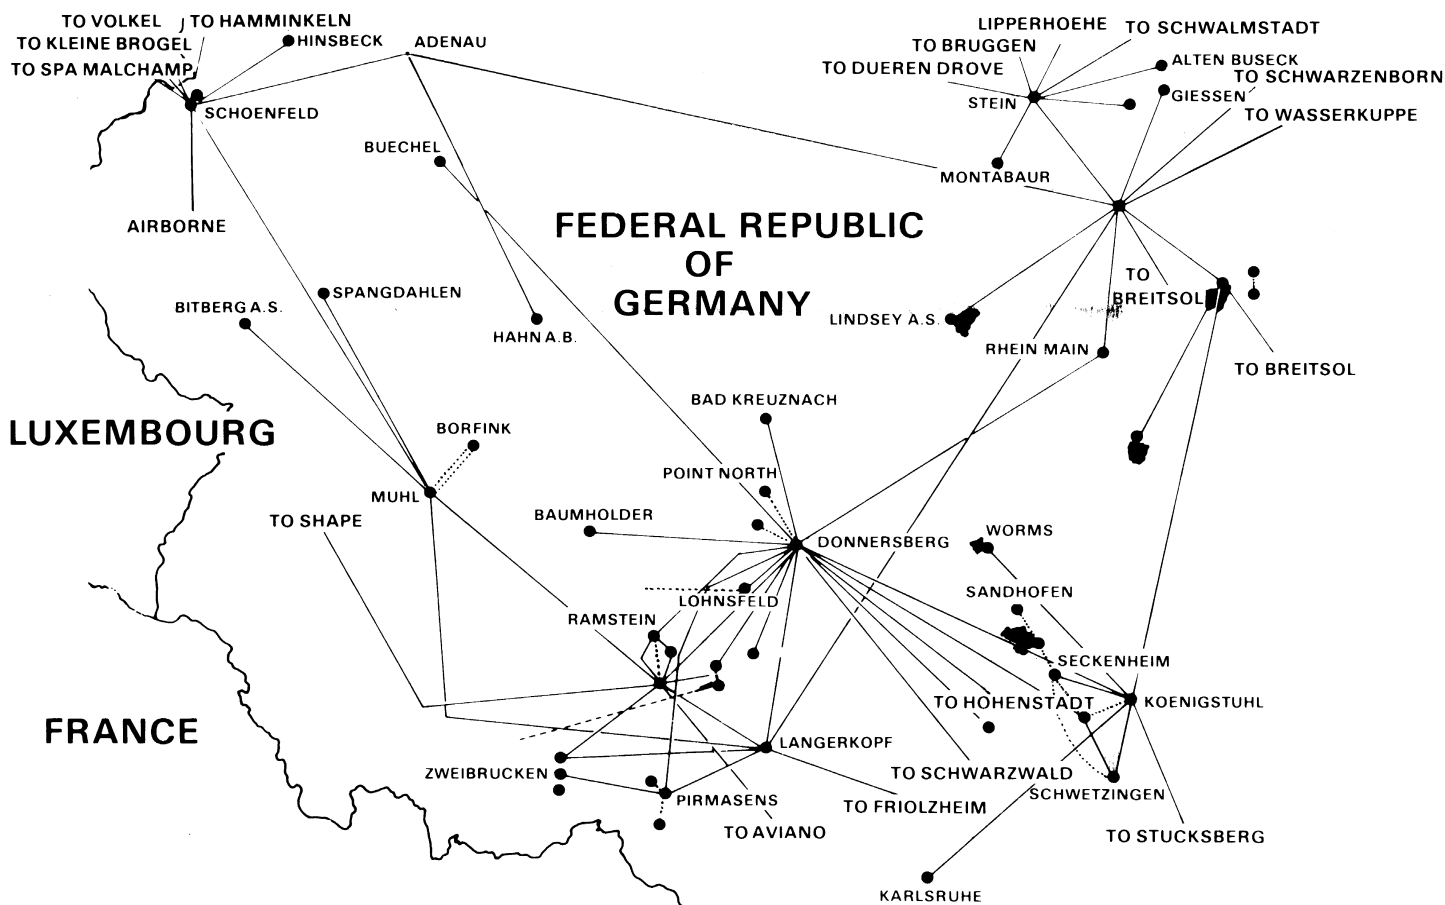 TO VOLKEL
TO HAMMINKELN
TO KLEINE BROGEL
HINSBECK
ADENAU
TO SPA MALCHAMP
SCHOENFELD
LIPPERHOEHE
TO SCHWALMSTADT
TO BRUGGEN
ALTEN BUSECK
TO DUEREN DROVE
TO SCHWARZENBORN
STEIN
GIESSEN
TO WASSERKUPPE
BUECHEL
MONTABAUR
AIRBORNE
FEDERAL REPUBLIC
OF
GERMANY
TO
BREITSOL
SPANGDAHLEN
BITBERG A.S.
HAHN A.B.
LINDSEY A.S.
RHEIN MAIN
TO BREITSOL
BAD KREUZNACH
LUXEMBOURG
BORFINK
POINT NORTH
MUHL
TO SHAPE
BAUMHOLDER
DONNERSBERG
WORMS
SANDHOFEN
LOHNSFELD
RAMSTEIN
SECKENHEIM
TO HOHENSTADT
KOENIGSTUHL
FRANCE
LANGERKOPF
ZWEIBRUCKEN
TO SCHWARZWALD
SCHWETZINGEN
PIRMASENS
TO FRIOLZHEIM
TO AVIANO
TO STUCKSBERG
KARLSRUHE